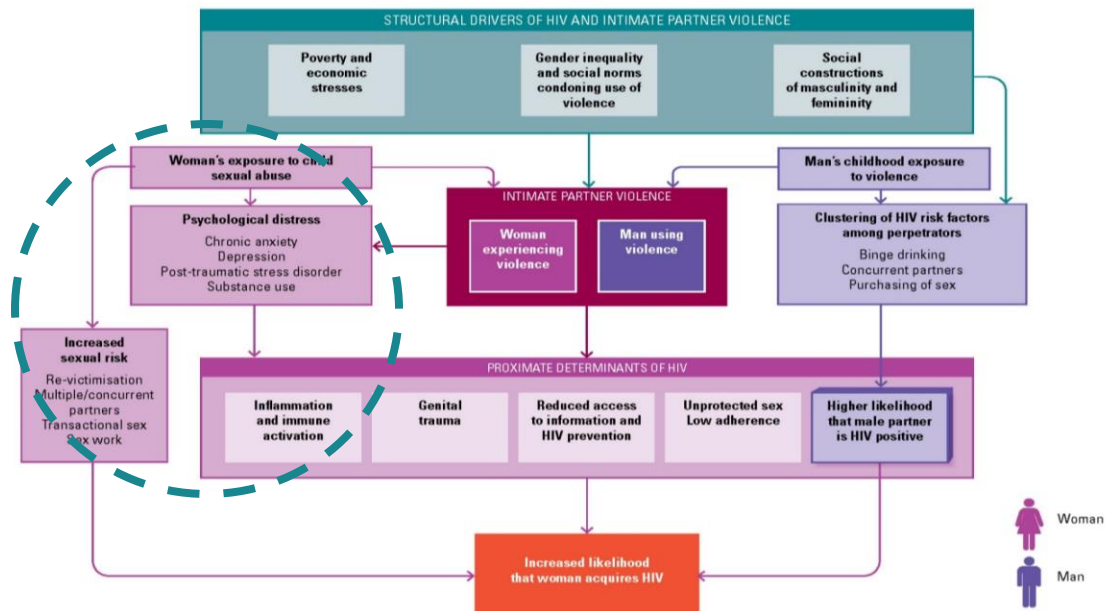 STRUCTURAL DRIVERS OF HIV AND INTIMATE PARTNER VIOLENCE
Poverty and
economic
stresses
Gender inequality
and social norms
condoning use of
violence
Social
constructions
of masculinity and
femininity
Woman's exposure to child
sexual abuse
Man's childhood exposure
to violence
INTIMATE PARTNER VIOLENCE
Woman
experiencing
violence
Man using
violence
Psychological distress
Chronic anxiety
Depression
Post-traumatic stress disorder
Substance use
Clustering of HIV risk factors
among perpetrators
Binge drinking
Concurrent partners
Purchasing of sex
Increased
sexual risk
Re-victimisation
Multiple/concurrent
partners
Transactional sex
Sex work
PROXIMATE DETERMINANTS OF HIV
Inflammation
and immune
activation
Genital
trauma
Reduced access
to information and
HIV prevention
Unprotected sex
Low adherence
Higher likelihood
that male partner
is HIV positive
Increased likelihood
that woman acquires HIV
Woman
Man